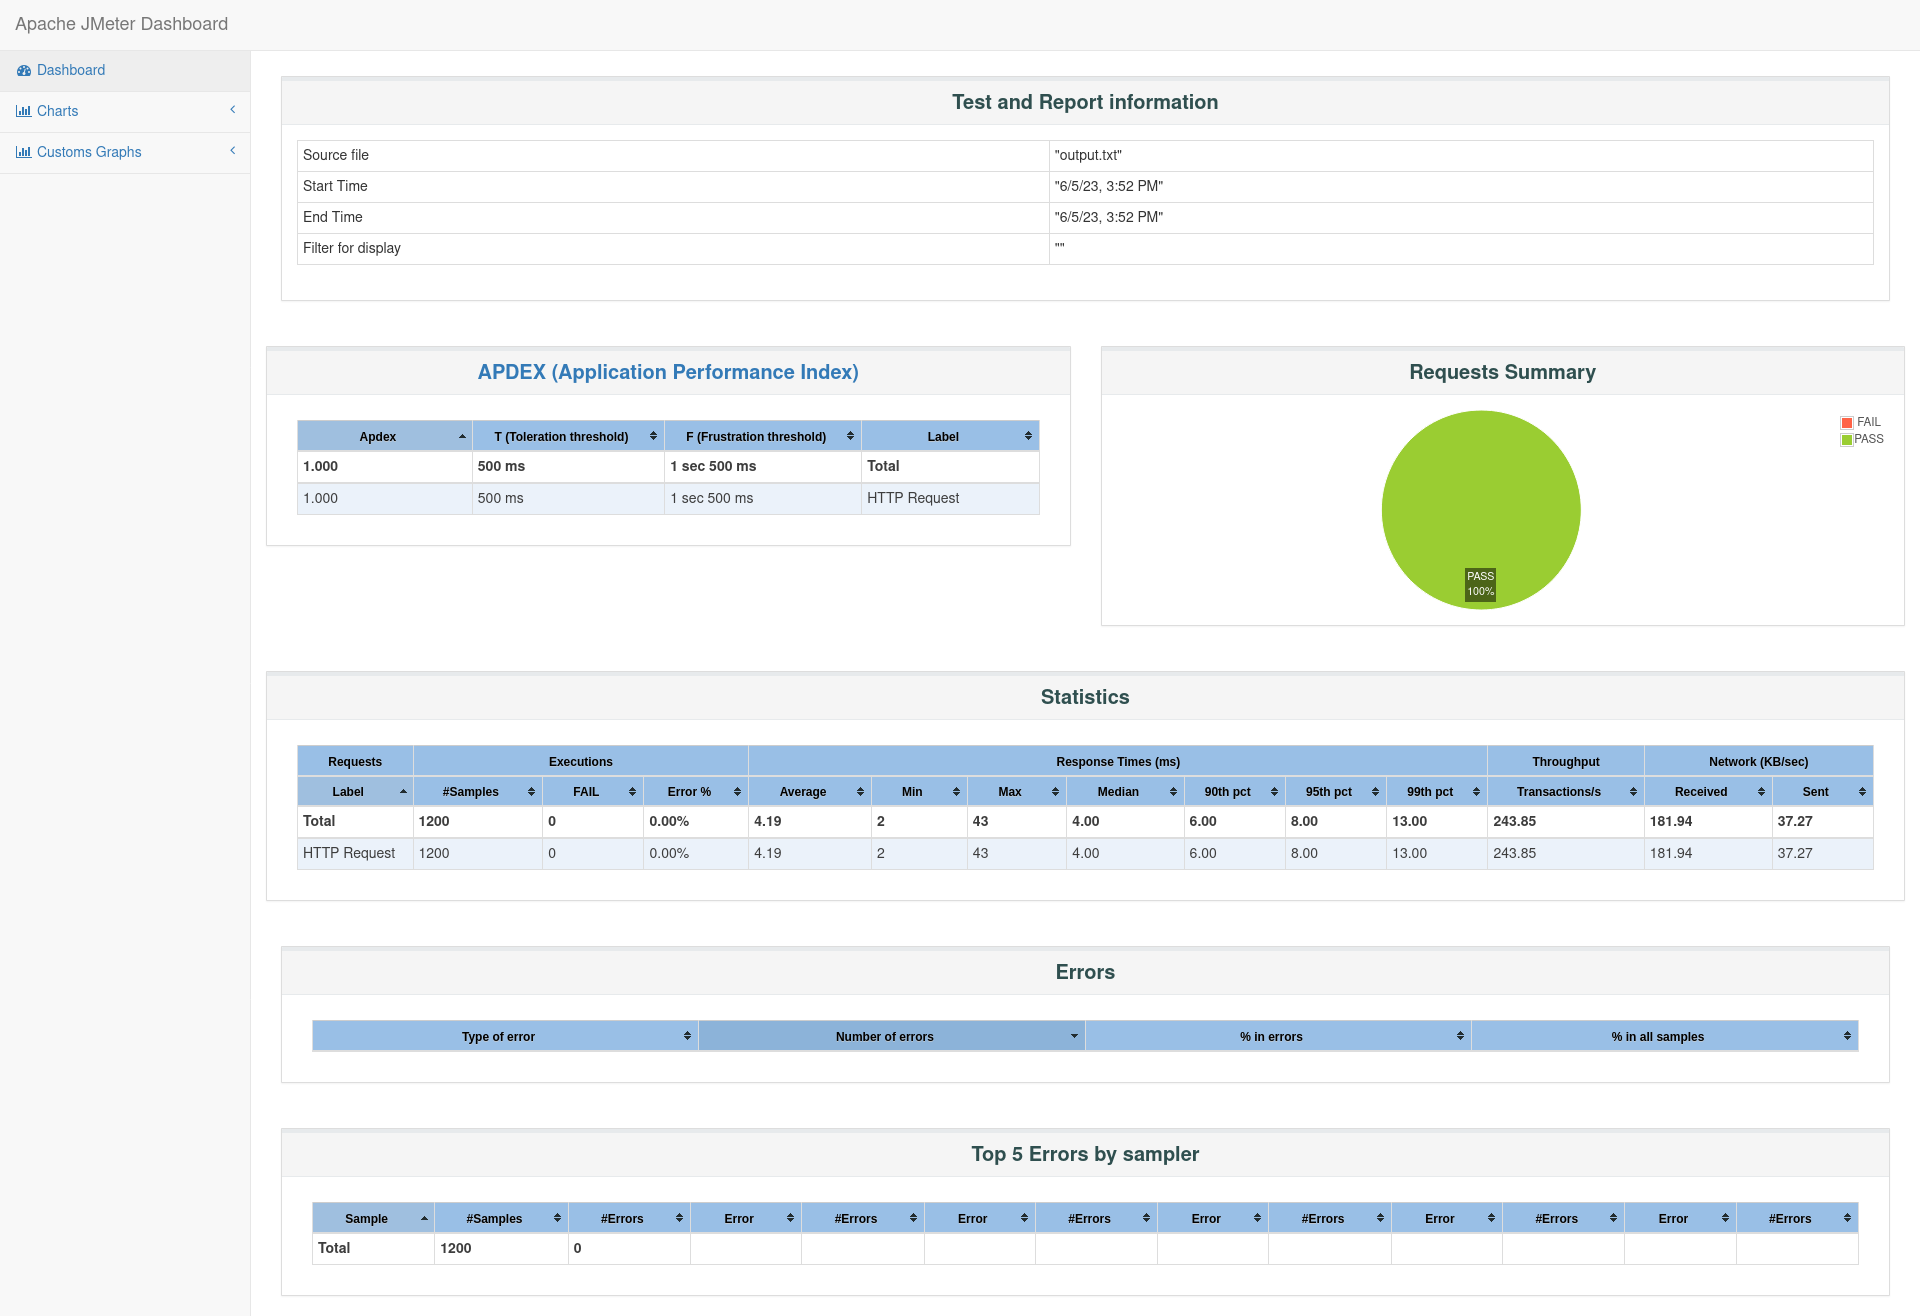 Apache JMeter Dashboard
Dashboard
Charts
Customs Graphs
Test and Report information
Source file "output.txt"
Start Time "6/5/23, 3:52 PM"
End Time "6/5/23, 3:52 PM"
Filter for display ""
APDEX (Application Performance Index)
Apdex T (Toleration threshold) F (Frustration threshold) Label
1.000 500 ms 1 sec 500 ms Total
1.000 500 ms 1 sec 500 ms HTTP Request
Requests Summary
FAIL
PASS
PASS
100%
Statistics
Requests Executions Response Times (ms) Throughput Network (KB/sec)
Label #Samples FAIL Error % Average Min Max Median 90th pct 95th pct 99th pct Transactions/s Received Sent
Total 1200 0 0.00% 4.19 2 43 4.00 6.00 8.00 13.00 243.85 181.94 37.27
HTTP Request 1200 0 0.00% 4.19 2 43 4.00 6.00 8.00 13.00 243.85 181.94 37.27
Errors
Type of error Number of errors % in errors % in all samples
Top 5 Errors by sampler
Sample #Samples #Errors Error #Errors Error #Errors Error #Errors Error #Errors Error #Errors
Total 1200 0